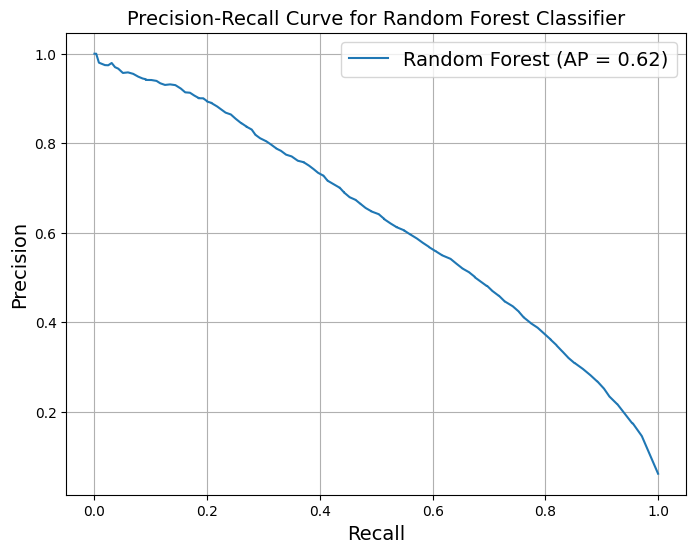 Precision-Recall Curve for Random Forest Classifier
Random Forest (AP = 0.62)
1.0
0.8
0.6
0.4
0.2
Precision
0.0 0.2 0.4 0.6 0.8 1.0
Recall